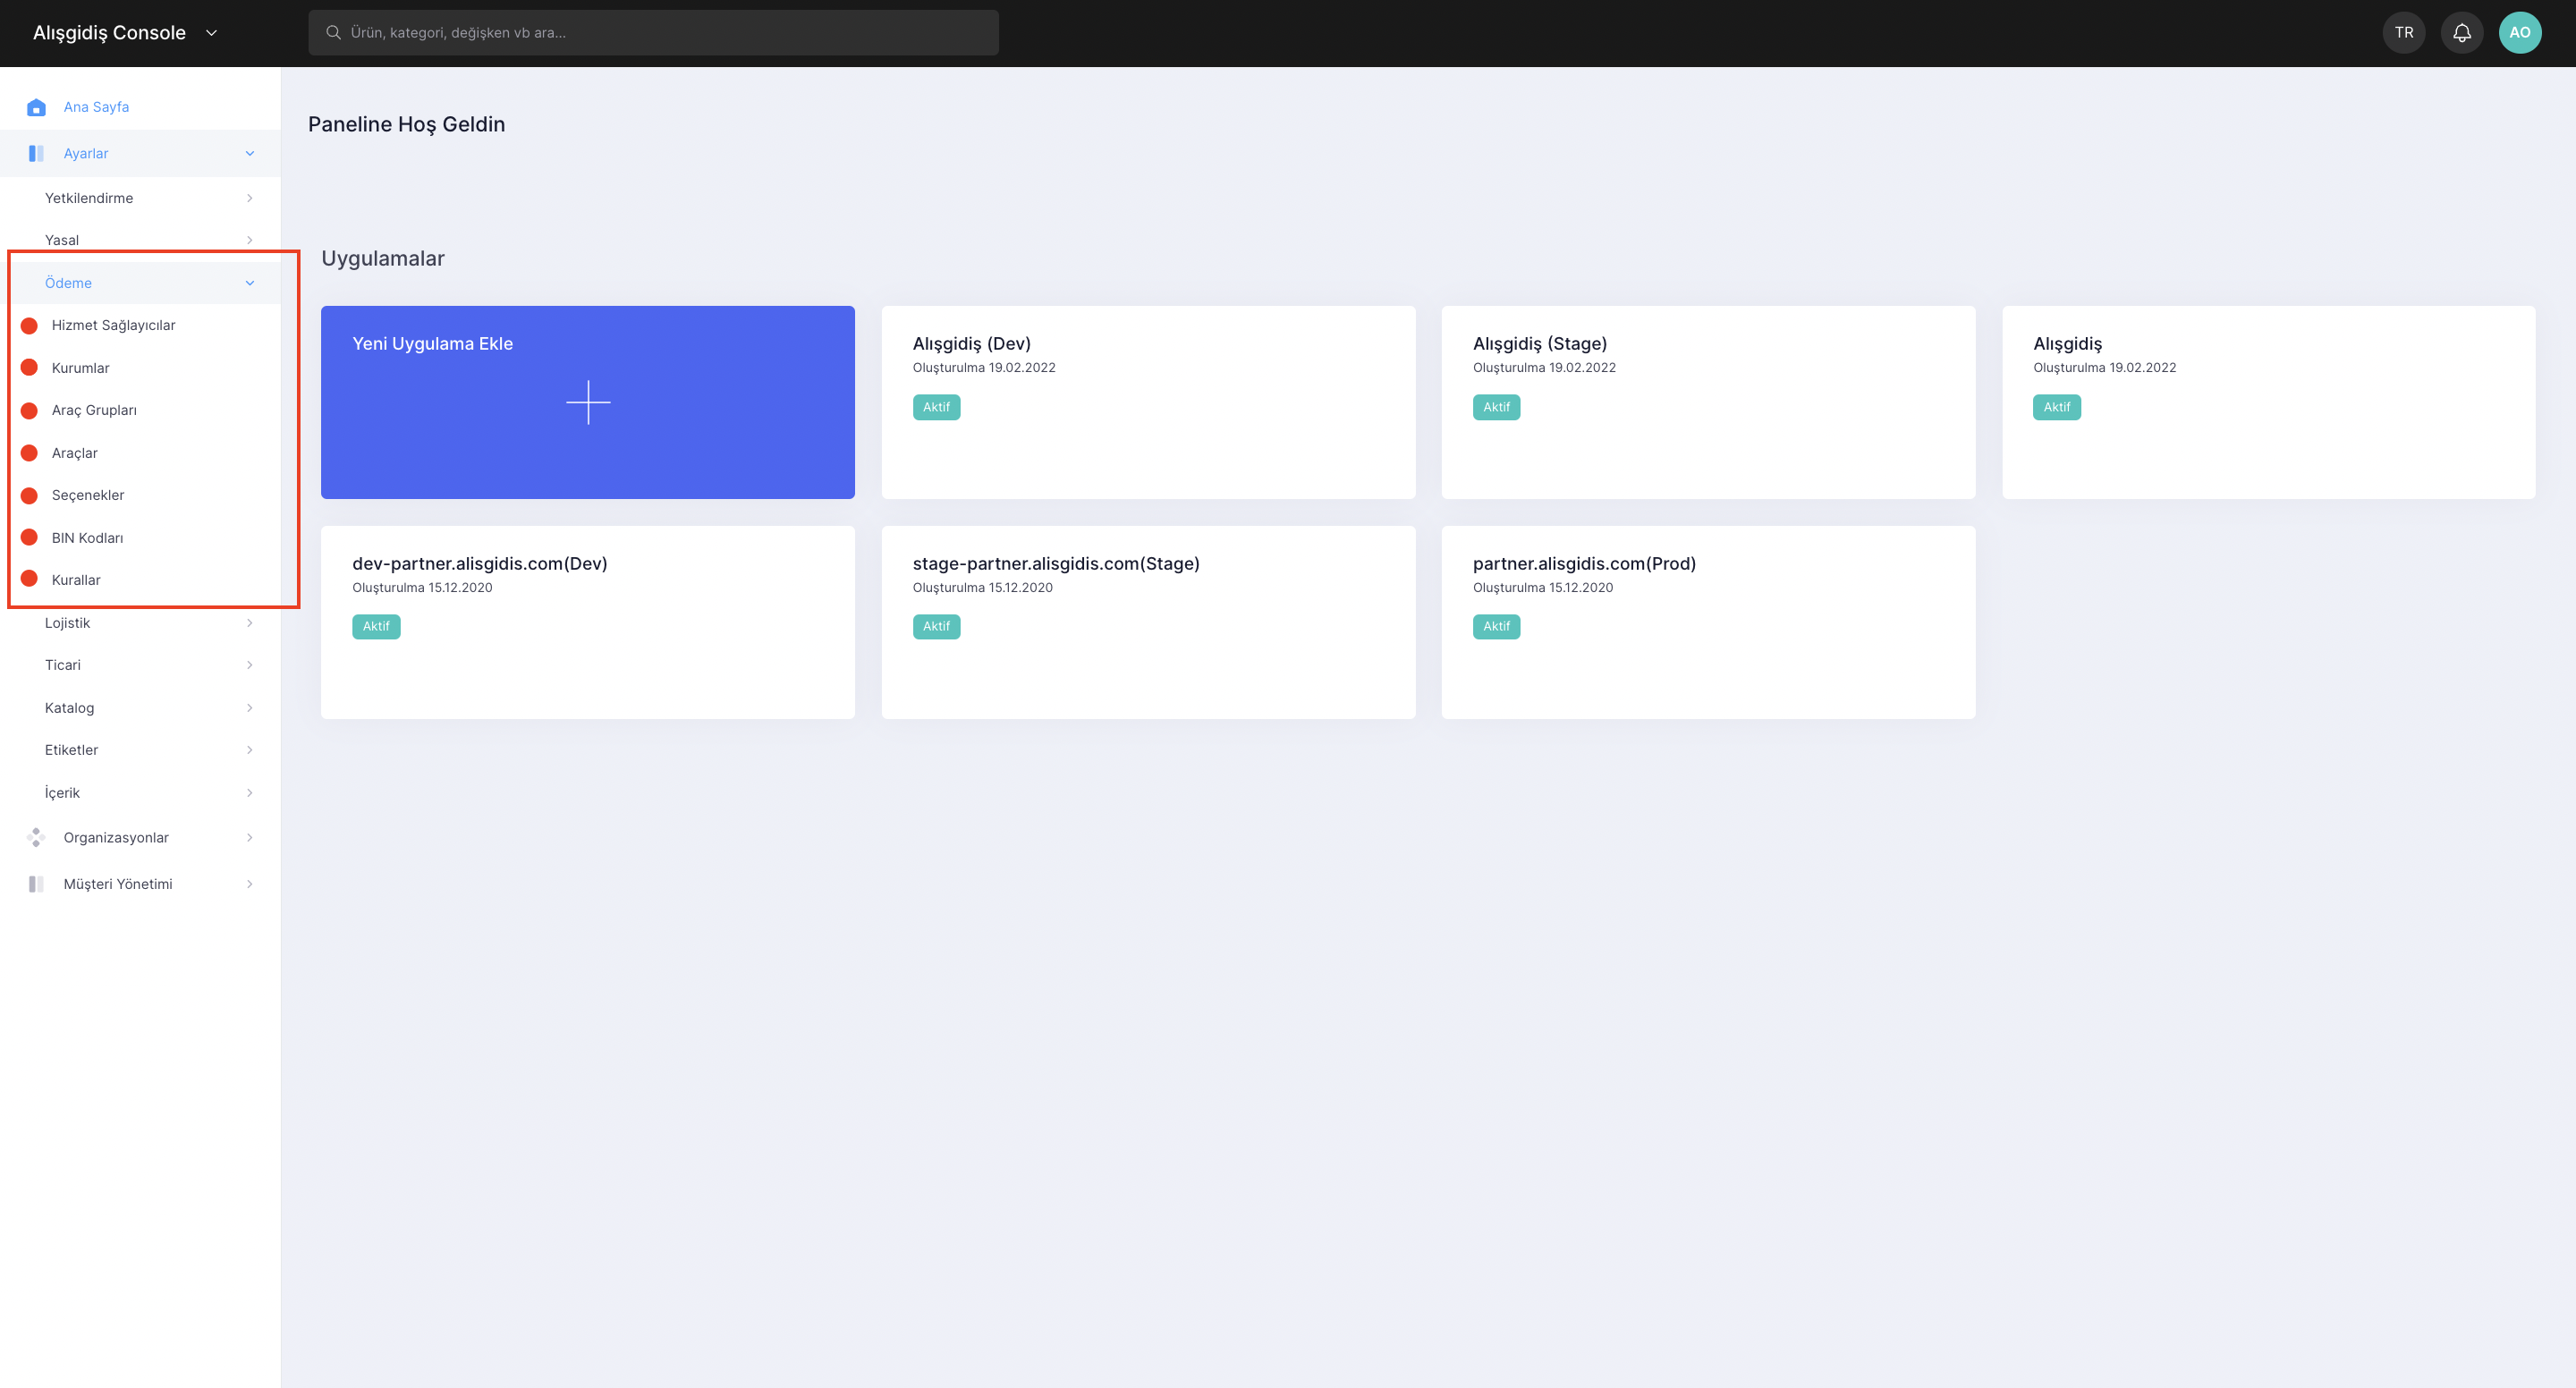 Alışgidiş Console
Ürün, kategori, değişken vb ara...
TR
AO
Ana Sayfa
Ayarlar
Yetkilendirme
Yasal
Ödeme
Hizmet Sağlayıcılar
Kurumlar
Araç Grupları
Araçlar
Seçenekler
BIN Kodları
Kurallar
Lojistik
Ticari
Katalog
Etiketler
İçerik
Organizasyonlar
Müşteri Yönetimi
Paneline Hoş Geldin
Uygulamalar
Yeni Uygulama Ekle
Alışgidiş (Dev)
Oluşturulma 19.02.2022
Aktif
Alışgidiş (Stage)
Oluşturulma 19.02.2022
Aktif
Alışgidiş
Oluşturulma 19.02.2022
Aktif
dev-partner.alisgidis.com(Dev)
Oluşturulma 15.12.2020
Aktif
stage-partner.alisgidis.com(Stage)
Oluşturulma 15.12.2020
Aktif
partner.alisgidis.com(Prod)
Oluşturulma 15.12.2020
Aktif